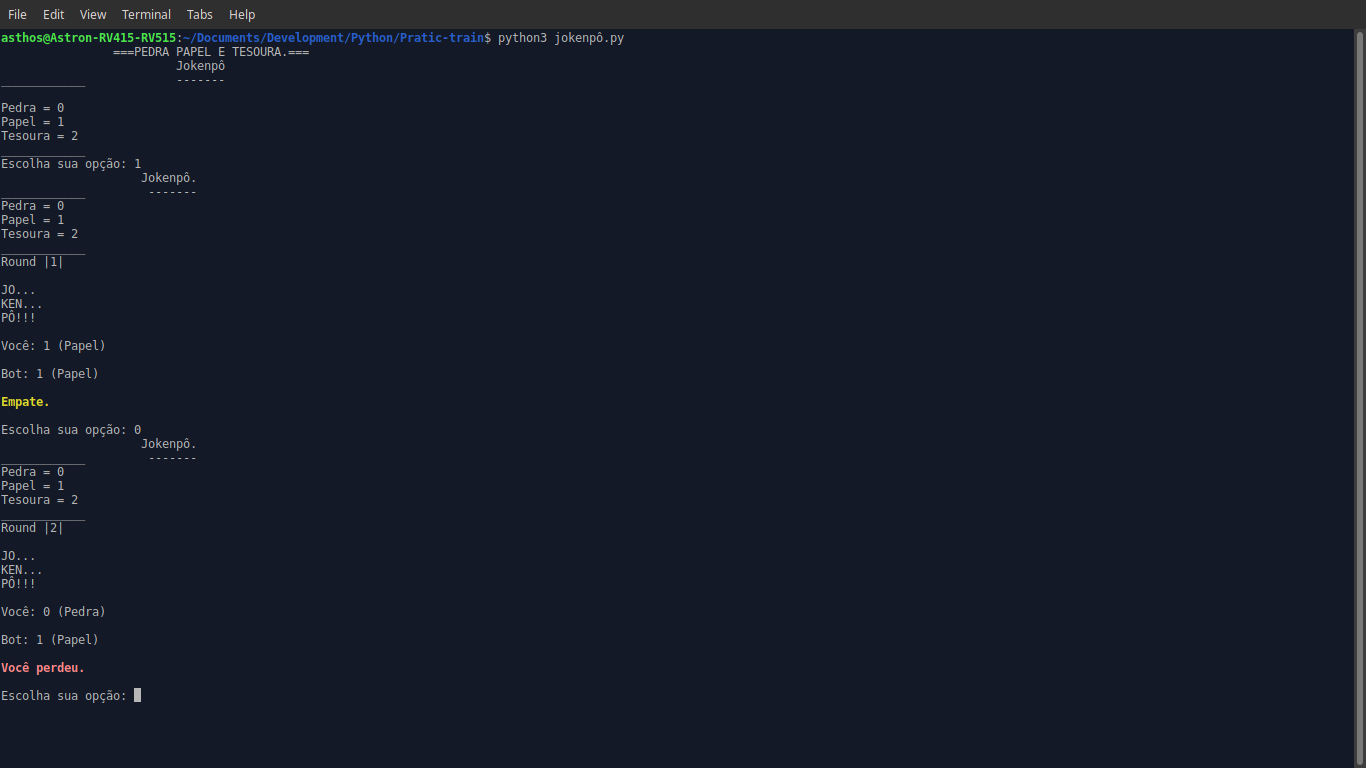 File Edit View Terminal Tabs Help
asthos@Astron-RV415-RV515:~/Documents/Development/Python/Pratic-train$ python3 jokenpô.py
===PEDRA PAPEL E TESOURA.===
Jokenpô
-------
____________
Pedra = 0
Papel = 1
Tesoura = 2
____________
Escolha sua opção: 1
Jokenpô.
-------
____________
Pedra = 0
Papel = 1
Tesoura = 2
____________
Round |1|
JO...
KEN...
PÔ!!!
Você: 1 (Papel)
Bot: 1 (Papel)
Empate.
Escolha sua opção: 0
Jokenpô.
-------
____________
Pedra = 0
Papel = 1
Tesoura = 2
____________
Round |2|
JO...
KEN...
PÔ!!!
Você: 0 (Pedra)
Bot: 1 (Papel)
Você perdeu.
Escolha sua opção: